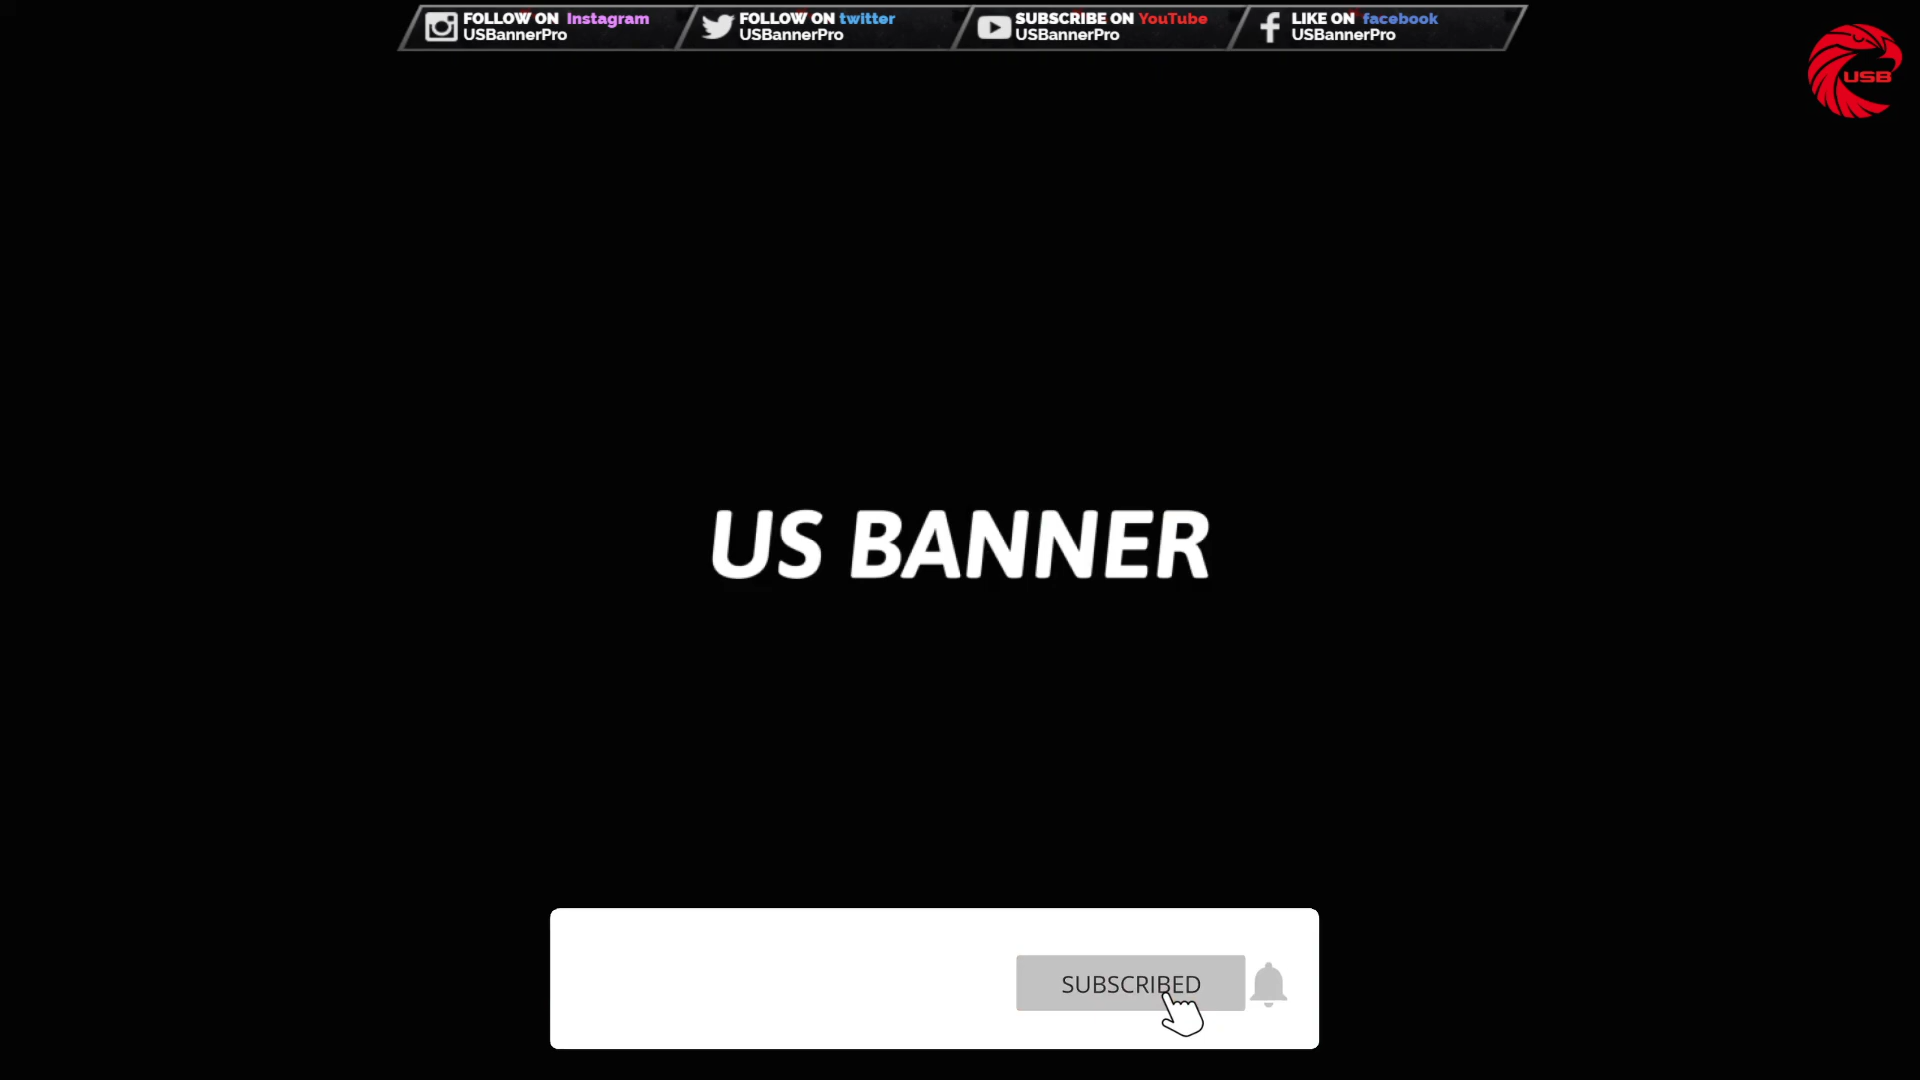 FOLLOW ON Instagram
USBannerPro
FOLLOW ON twitter
USBannerPro
SUBSCRIBE ON YouTube
USBannerPro
LIKE ON facebook
USBannerPro
USB
US BANNER
SUBSCRIBED